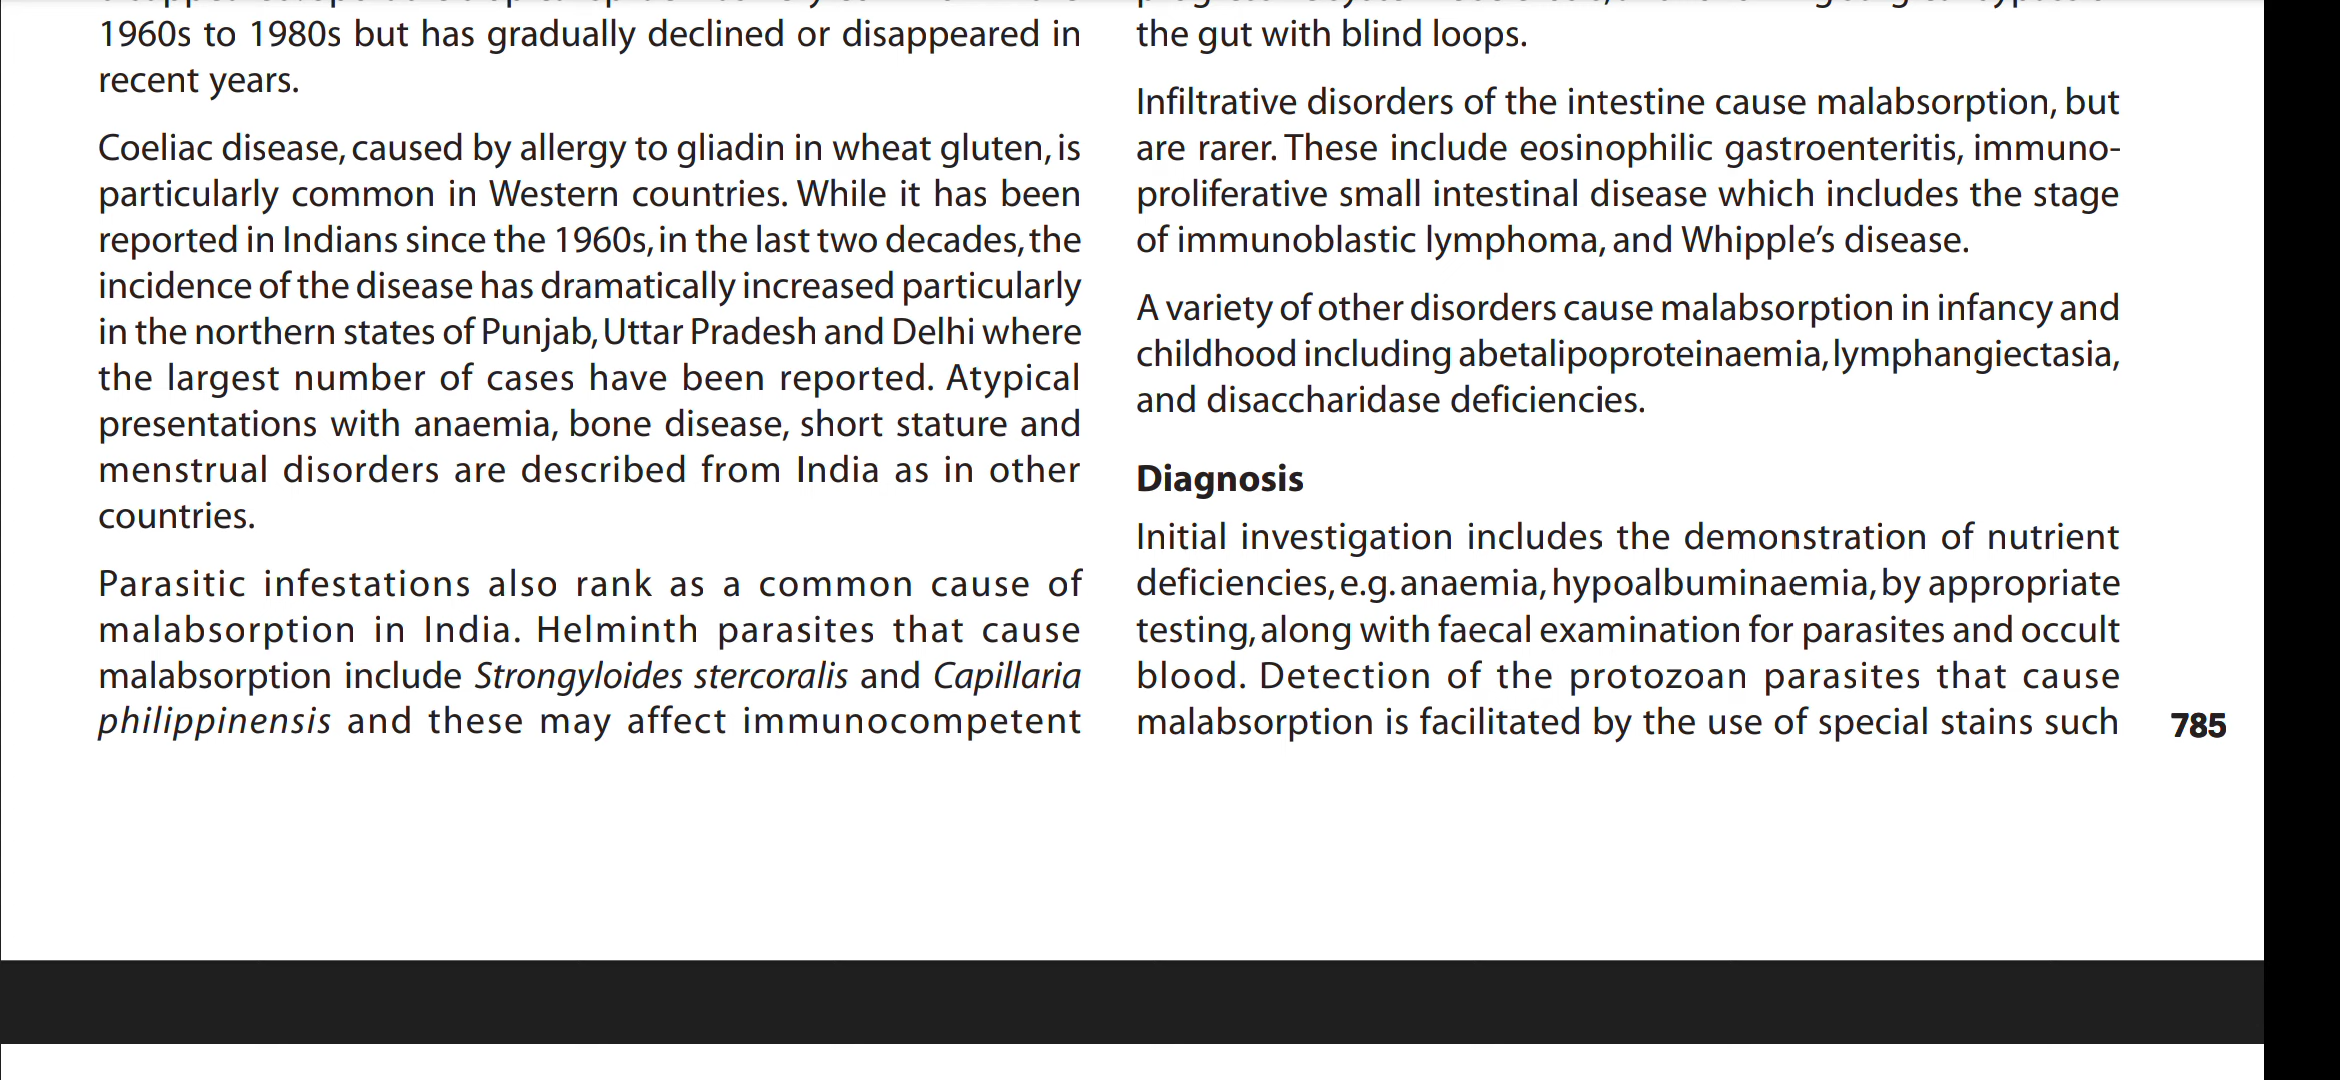 1960s to 1980s but has gradually declined or disappeared in
recent years.
Coeliac disease, caused by allergy to gliadin in wheat gluten, is
particularly common in Western countries. While it has been
reported in Indians since the 1960s, in the last two decades, the
incidence of the disease has dramatically increased particularly
in the northern states of Punjab, Uttar Pradesh and Delhi where
the largest number of cases have been reported. Atypical
presentations with anaemia, bone disease, short stature and
menstrual disorders are described from India as in other
countries.
Parasitic infestations also rank as a common cause of
malabsorption in India. Helminth parasites that cause
malabsorption include Strongyloides stercoralis and Capillaria
philippinensis and these may affect immunocompetent
the gut with blind loops.
Infiltrative disorders of the intestine cause malabsorption, but
are rarer. These include eosinophilic gastroenteritis, immuno-
proliferative small intestinal disease which includes the stage
of immunoblastic lymphoma, and Whipple's disease.
A variety of other disorders cause malabsorption in infancy and
childhood including abetalipoproteinaemia, lymphangiectasia,
and disaccharidase deficiencies.
Diagnosis
Initial investigation includes the demonstration of nutrient
deficiencies, e.g. anaemia, hypoalbuminaemia, by appropriate
testing, along with faecal examination for parasites and occult
blood. Detection of the protozoan parasites that cause
malabsorption is facilitated by the use of special stains such
785